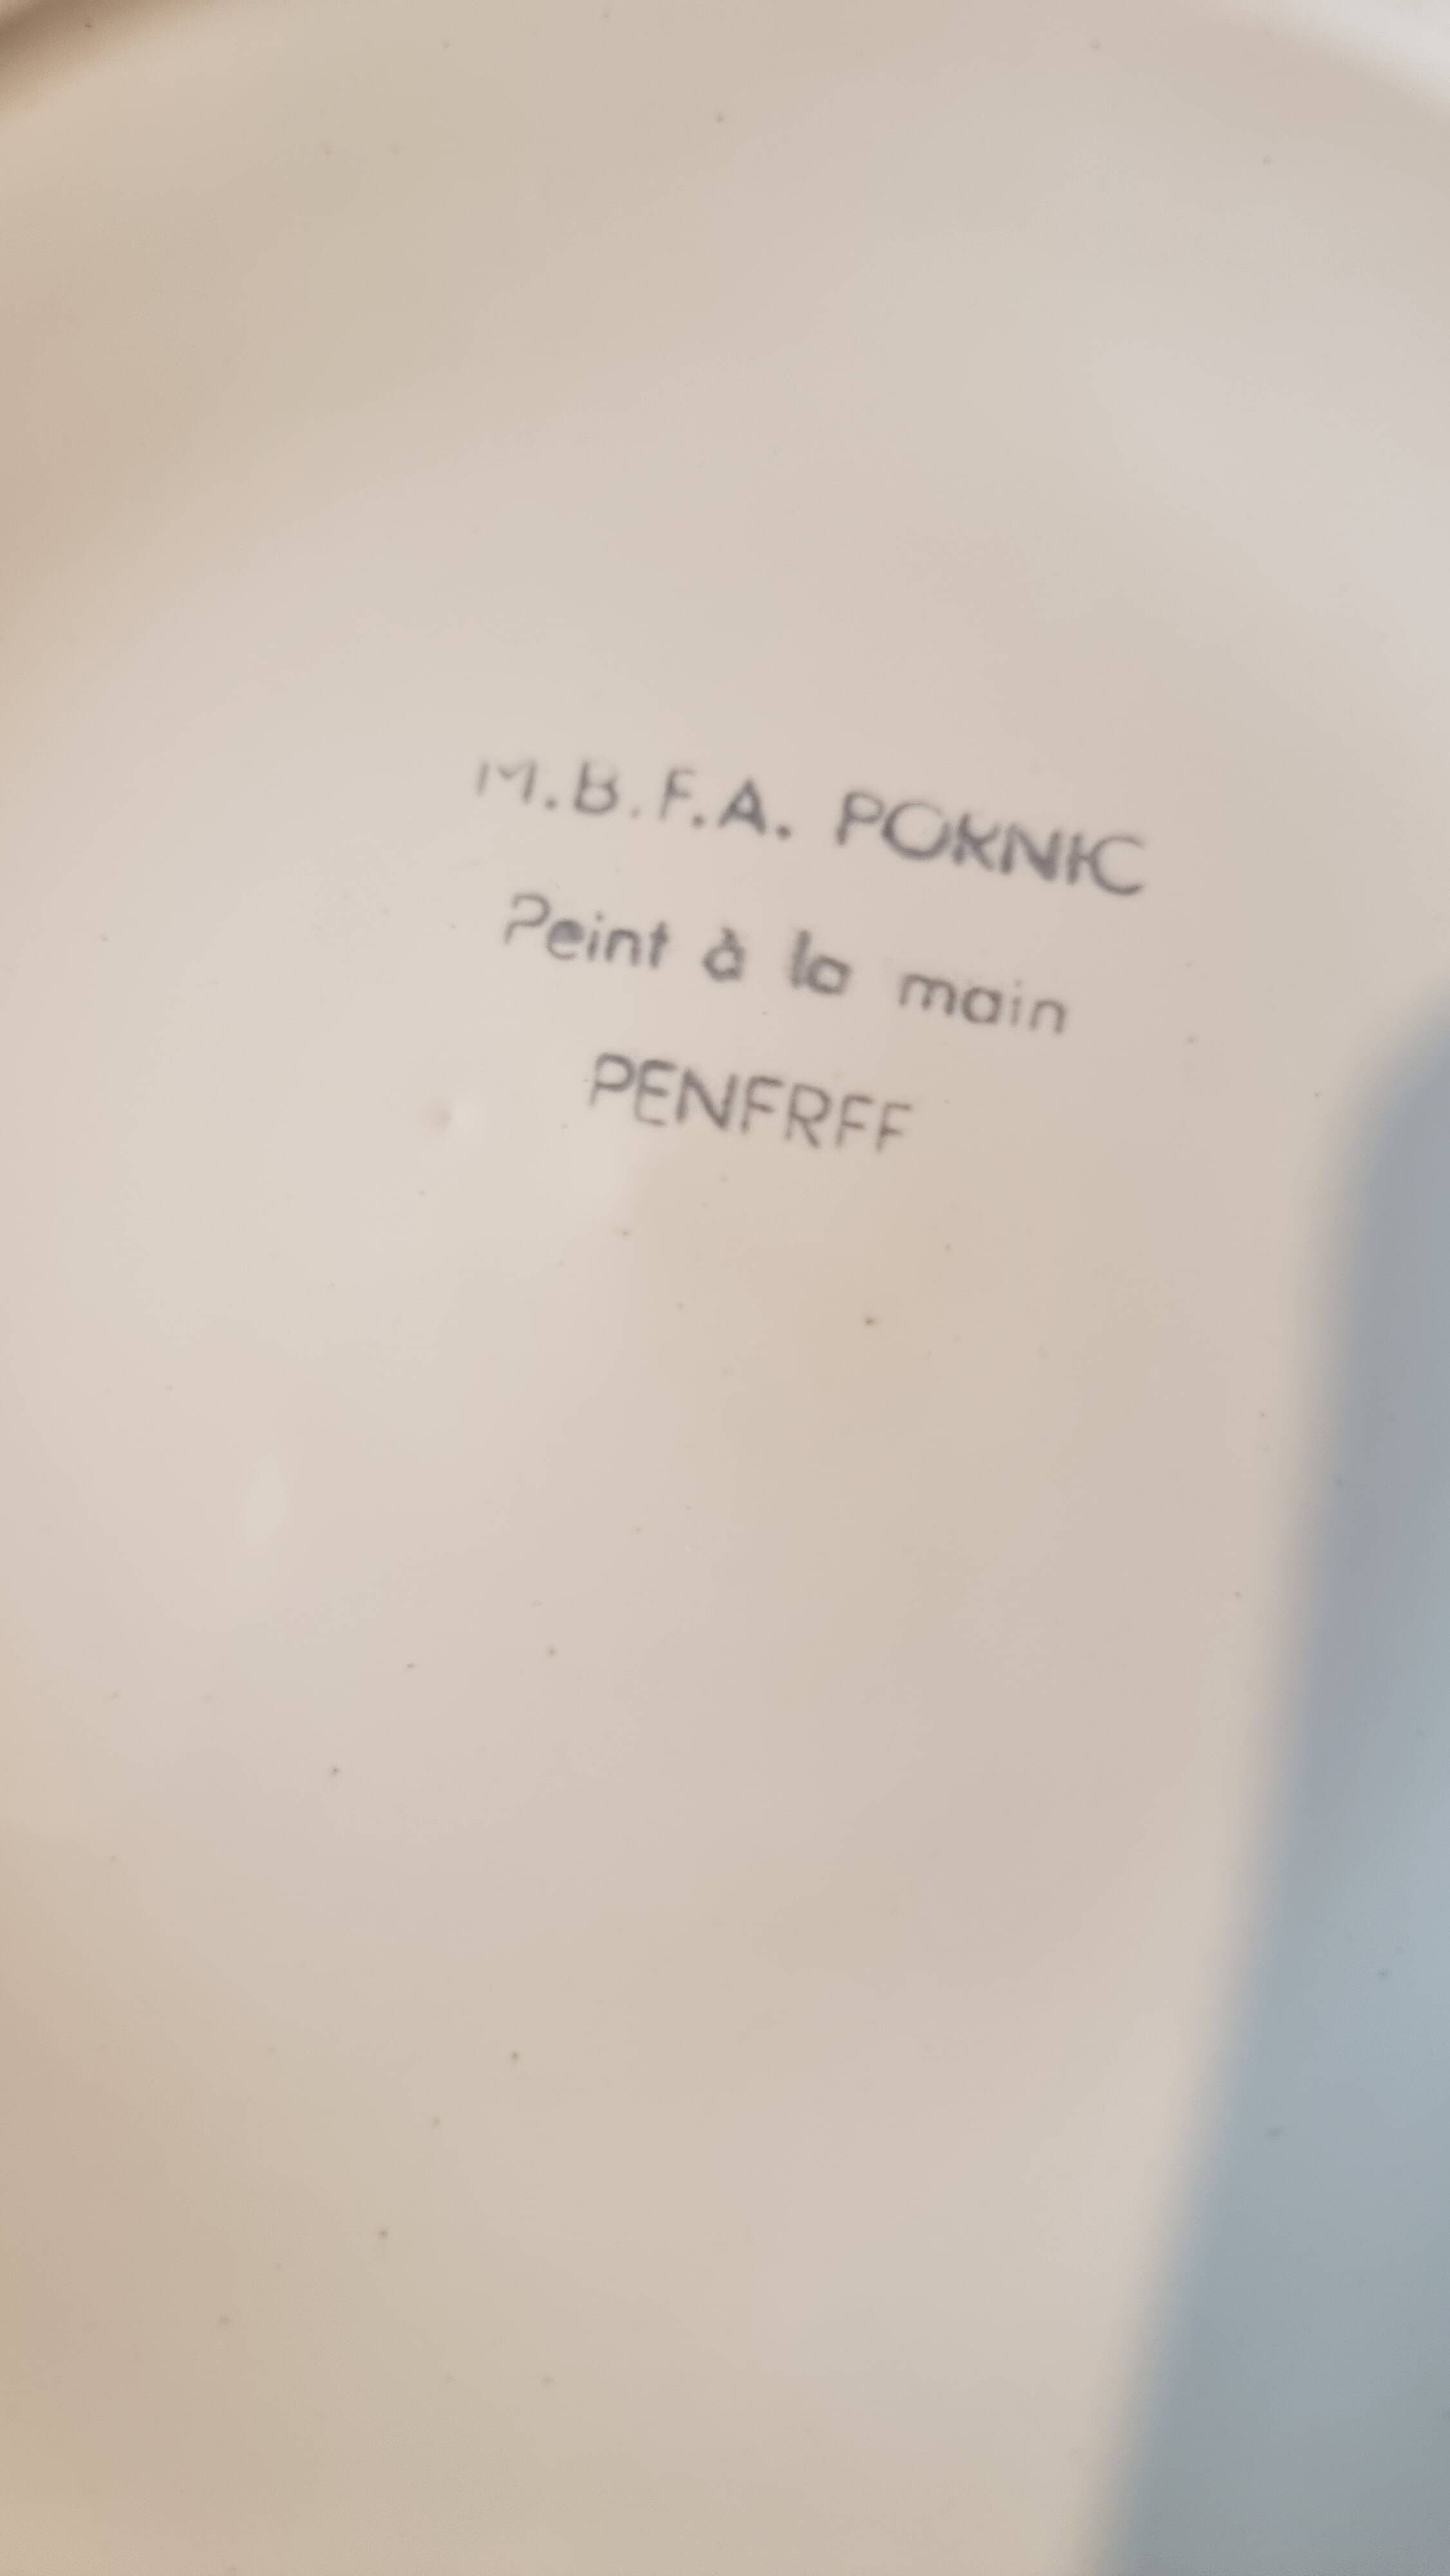 M.B.F.A. PORNIC
Peint à la main
PENFRFF